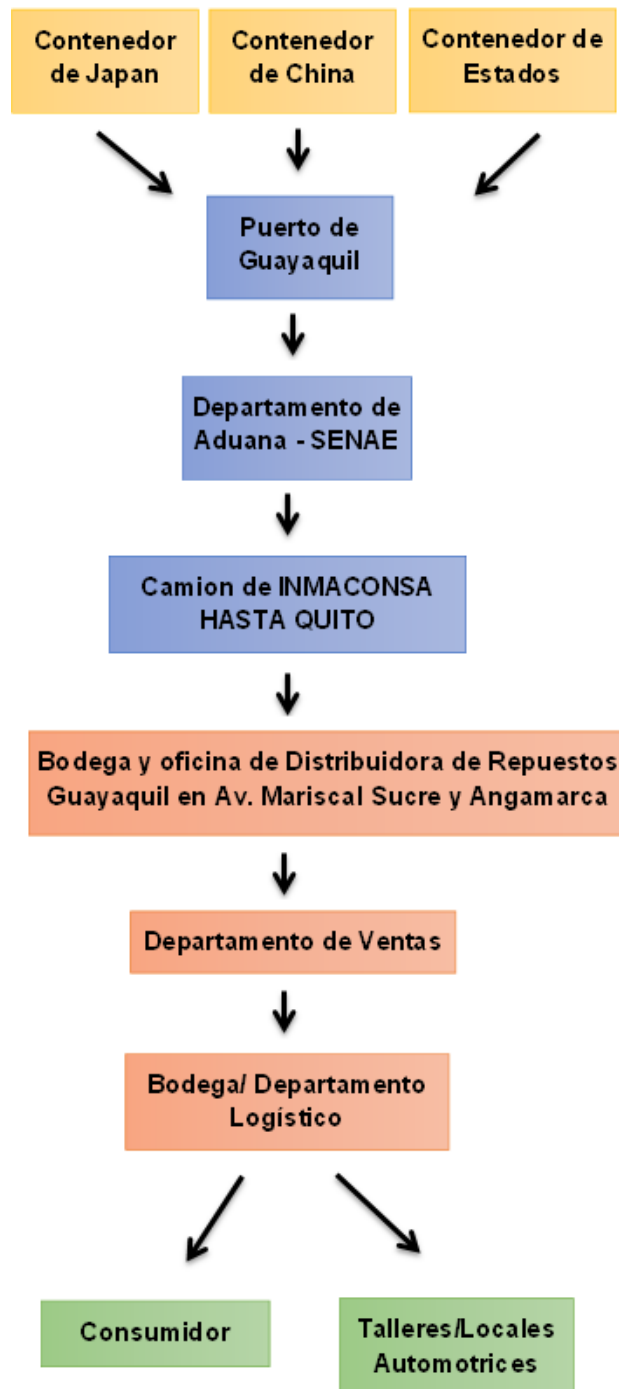 Contenedor
de Japan
Contenedor
de China
Contenedor de
Estados
Puerto de
Guayaquil
Departamento de
Aduana - SENAE
Camion de INMACONSA
HASTA QUITO
Bodega y oficina de Distribuidora de Repuestos
Guayaquil en Av. Mariscal Sucre y Angamarca
Departamento de Ventas
Bodega/ Departamento
Logístico
Consumidor
Talleres/Locales
Automotrices